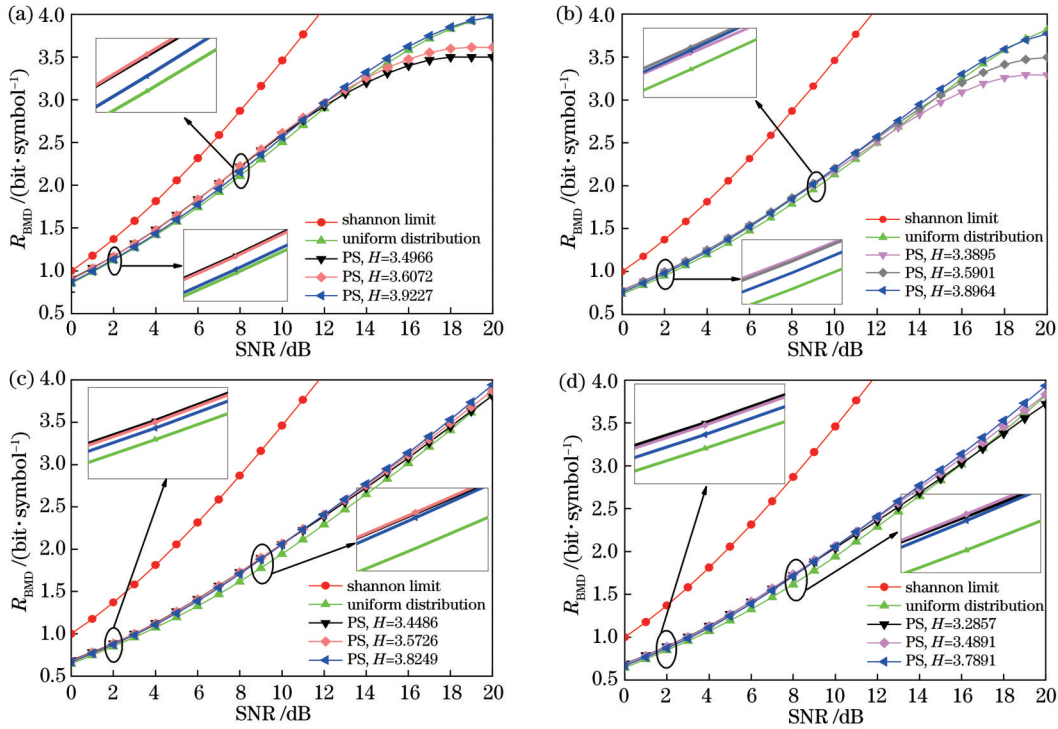 (a)
4.0
3.5
3.0
2.5
2.0
1.5
1.0
0.5
R_BMD /(bit·symbol⁻¹)
shannon limit
uniform distribution
PS, H=3.4966
PS, H=3.6072
PS, H=3.9227
0 2 4 6 8 10 12 14 16 18 20
SNR /dB
(b)
4.0
3.5
3.0
2.5
2.0
1.5
1.0
0.5
R_BMD /(bit·symbol⁻¹)
shannon limit
uniform distribution
PS, H=3.3895
PS, H=3.5901
PS, H=3.8964
0 2 4 6 8 10 12 14 16 18 20
SNR /dB
(c)
4.0
3.5
3.0
2.5
2.0
1.5
1.0
0.5
R_BMD /(bit·symbol⁻¹)
shannon limit
uniform distribution
PS, H=3.4486
PS, H=3.5726
PS, H=3.8249
0 2 4 6 8 10 12 14 16 18 20
SNR /dB
(d)
4.0
3.5
3.0
2.5
2.0
1.5
1.0
0.5
R_BMD /(bit·symbol⁻¹)
shannon limit
uniform distribution
PS, H=3.2857
PS, H=3.4891
PS, H=3.7891
0 2 4 6 8 10 12 14 16 18 20
SNR /dB